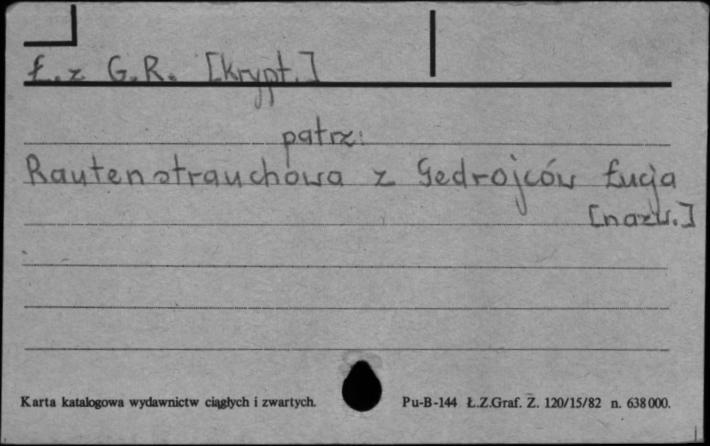 Ł. z G.R. [krypt.]
patrz:
Rautenstrauchowa z Giedrojców Łucja
[nazw.]
Karta katalogowa wydawnictw ciągłych i zwartych. Pu-B-144 Ł.Z.Graf. Z. 120/15/82 n. 638 000.